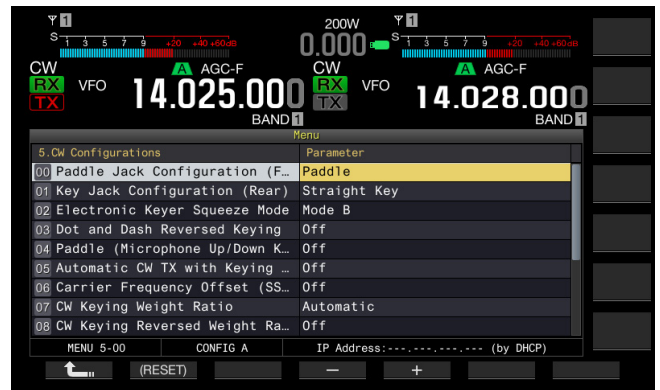 1 200W 1
S 1 3 5 7 9 +20 +40 +60dB 0.000 S 1 3 5 7 9 +20 +40 +60dB
CW A AGC-F CW A AGC-F
RX VFO 14.025.000 RX VFO 14.028.000
TX TX
BAND 1 BAND 1
Menu
5.CW Configurations Parameter
00 Paddle Jack Configuration (F… Paddle
01 Key Jack Configuration (Rear) Straight Key
02 Electronic Keyer Squeeze Mode Mode B
03 Dot and Dash Reversed Keying Off
04 Paddle (Microphone Up/Down K… Off
05 Automatic CW TX with Keying … Off
06 Carrier Frequency Offset (SS… Off
07 CW Keying Weight Ratio Automatic
08 CW Keying Reversed Weight Ra… Off
MENU 5-00 CONFIG A IP Address:---.---.---.--- (by DHCP)
(RESET) − +